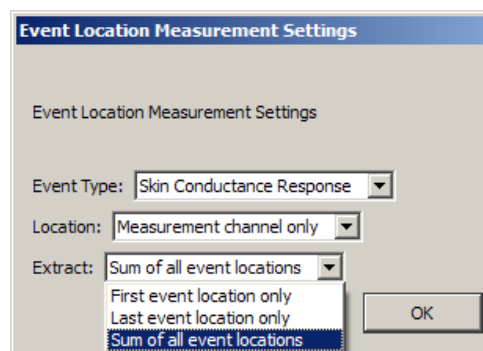 Event Location Measurement Settings
Event Location Measurement Settings
Event Type: Skin Conductance Response
Location: Measurement channel only
Extract: Sum of all event locations
First event location only
Last event location only
OK
Sum of all event locations